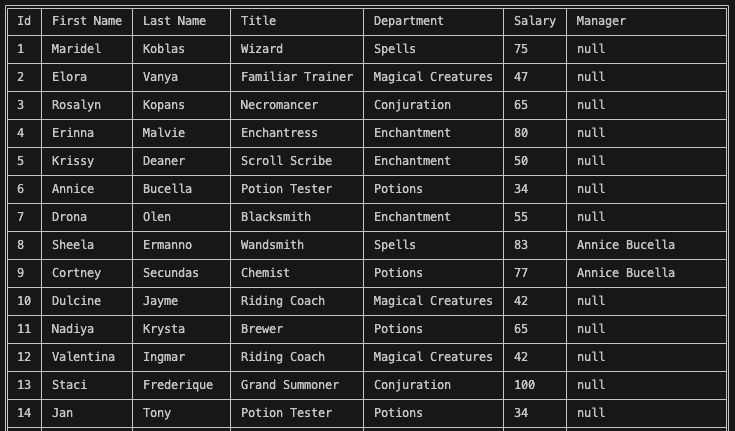 Id First Name Last Name Title Department Salary Manager
1 Maridel Koblas Wizard Spells 75 null
2 Elora Vanya Familiar Trainer Magical Creatures 47 null
3 Rosalyn Kopans Necromancer Conjuration 65 null
4 Erinna Malvie Enchantress Enchantment 80 null
5 Krissy Deaner Scroll Scribe Enchantment 50 null
6 Annice Bucella Potion Tester Potions 34 null
7 Drona Olen Blacksmith Enchantment 55 null
8 Sheela Ermanno Wandsmith Spells 83 Annice Bucella
9 Cortney Secundas Chemist Potions 77 Annice Bucella
10 Dulcine Jayme Riding Coach Magical Creatures 42 null
11 Nadiya Krysta Brewer Potions 65 null
12 Valentina Ingmar Riding Coach Magical Creatures 42 null
13 Staci Frederique Grand Summoner Conjuration 100 null
14 Jan Tony Potion Tester Potions 34 null